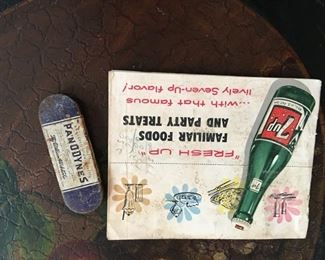 PANODYNES
"FRESH UP"
FAMILIAR FOODS
AND PARTY TREATS
...with that famous
lively Seven-Up flavor!
7up